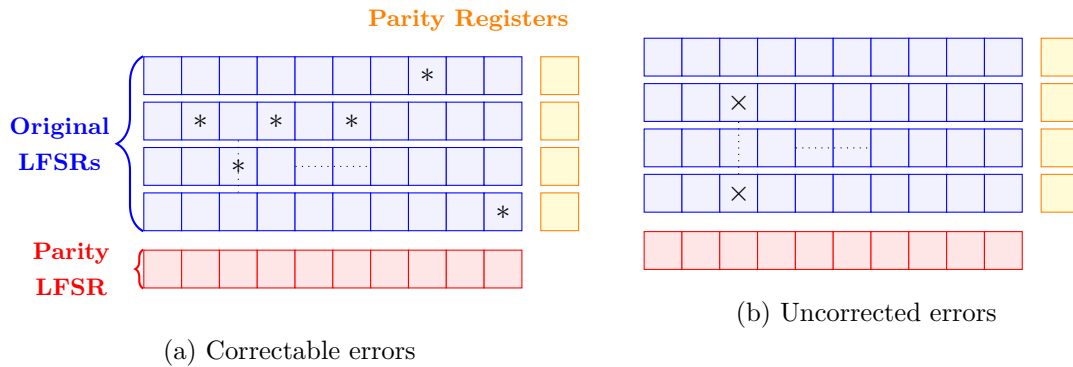 Parity Registers
*
* * *
Original
LFSRs
*
*
Parity
LFSR
(a) Correctable errors
×
×
(b) Uncorrected errors